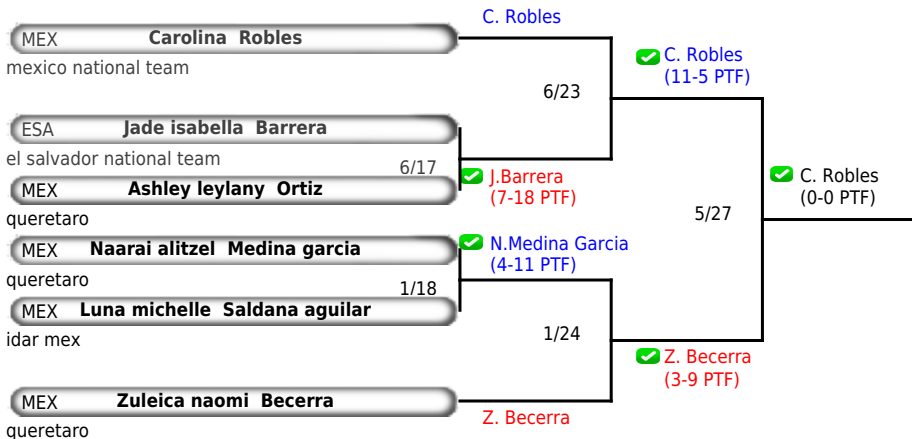 C. Robles
MEX Carolina Robles
mexico national team
C. Robles
(11-5 PTF)
6/23
ESA Jade isabella Barrera
el salvador national team
6/17
J.Barrera
(7-18 PTF)
MEX Ashley leylany Ortiz
queretaro
C. Robles
(0-0 PTF)
5/27
MEX Naarai alitzel Medina garcia
queretaro
N.Medina Garcia
(4-11 PTF)
1/18
MEX Luna michelle Saldana aguilar
idar mex
1/24
Z. Becerra
(3-9 PTF)
MEX Zuleica naomi Becerra
queretaro
Z. Becerra